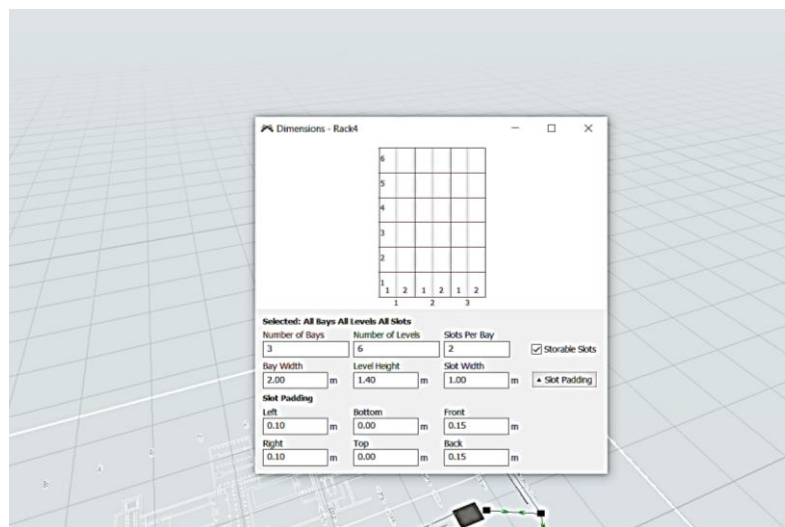 Dimensions - Rack4
6
5
4
3
2
1
1 2 1 2 1 2
1 2 3
Selected: All Bays All Levels All Slots
Number of Bays Number of Levels Slots Per Bay
3 6 2 Storable Slots
Bay Width Level Height Slot Width
2.00 m 1.40 m 1.00 m Slot Padding
Slot Padding
Left Bottom Front
0.10 m 0.00 m 0.15 m
Right Top Back
0.10 m 0.00 m 0.15 m